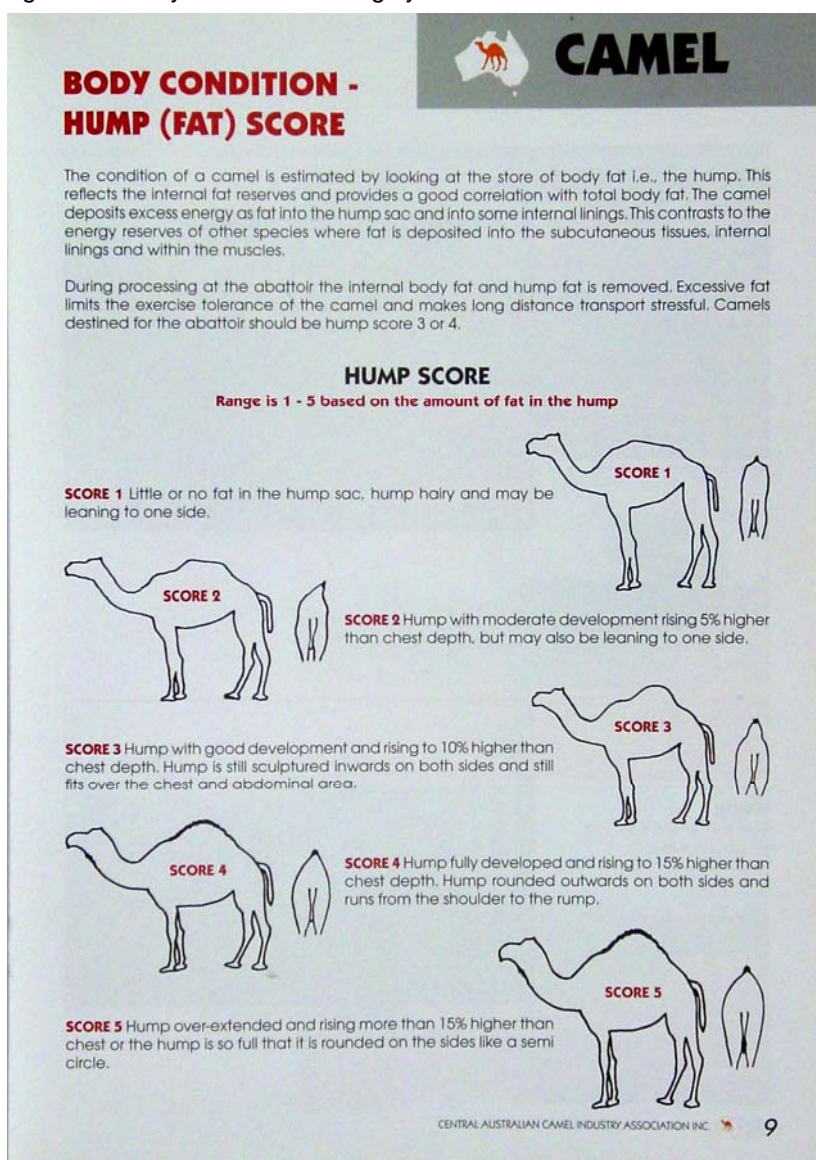 CAMEL
BODY CONDITION -
HUMP (FAT) SCORE
The condition of a camel is estimated by looking at the store of body fat i.e., the hump. This
reflects the internal fat reserves and provides a good correlation with total body fat. The camel
deposits excess energy as fat into the hump sac and into some internal linings. This contrasts to the
energy reserves of other species where fat is deposited into the subcutaneous tissues, internal
linings and within the muscles.
During processing at the abattoir the internal body fat and hump fat is removed. Excessive fat
limits the exercise tolerance of the camel and makes long distance transport stressful. Camels
destined for the abattoir should be hump score 3 or 4.
HUMP SCORE
Range is 1 - 5 based on the amount of fat in the hump
SCORE 1
SCORE 1 Little or no fat in the hump sac, hump hairy and may be
leaning to one side.
SCORE 2
SCORE 2 Hump with moderate development rising 5% higher
than chest depth, but may also be leaning to one side.
SCORE 3
SCORE 3 Hump with good development and rising to 10% higher than
chest depth. Hump is still sculptured inwards on both sides and still
fits over the chest and abdominal area.
SCORE 4
SCORE 4 Hump fully developed and rising to 15% higher than
chest depth. Hump rounded outwards on both sides and
runs from the shoulder to the rump.
SCORE 5
SCORE 5 Hump over-extended and rising more than 15% higher than
chest or the hump is so full that it is rounded on the sides like a semi
circle.
CENTRAL AUSTRALIAN CAMEL INDUSTRY ASSOCIATION INC. 9